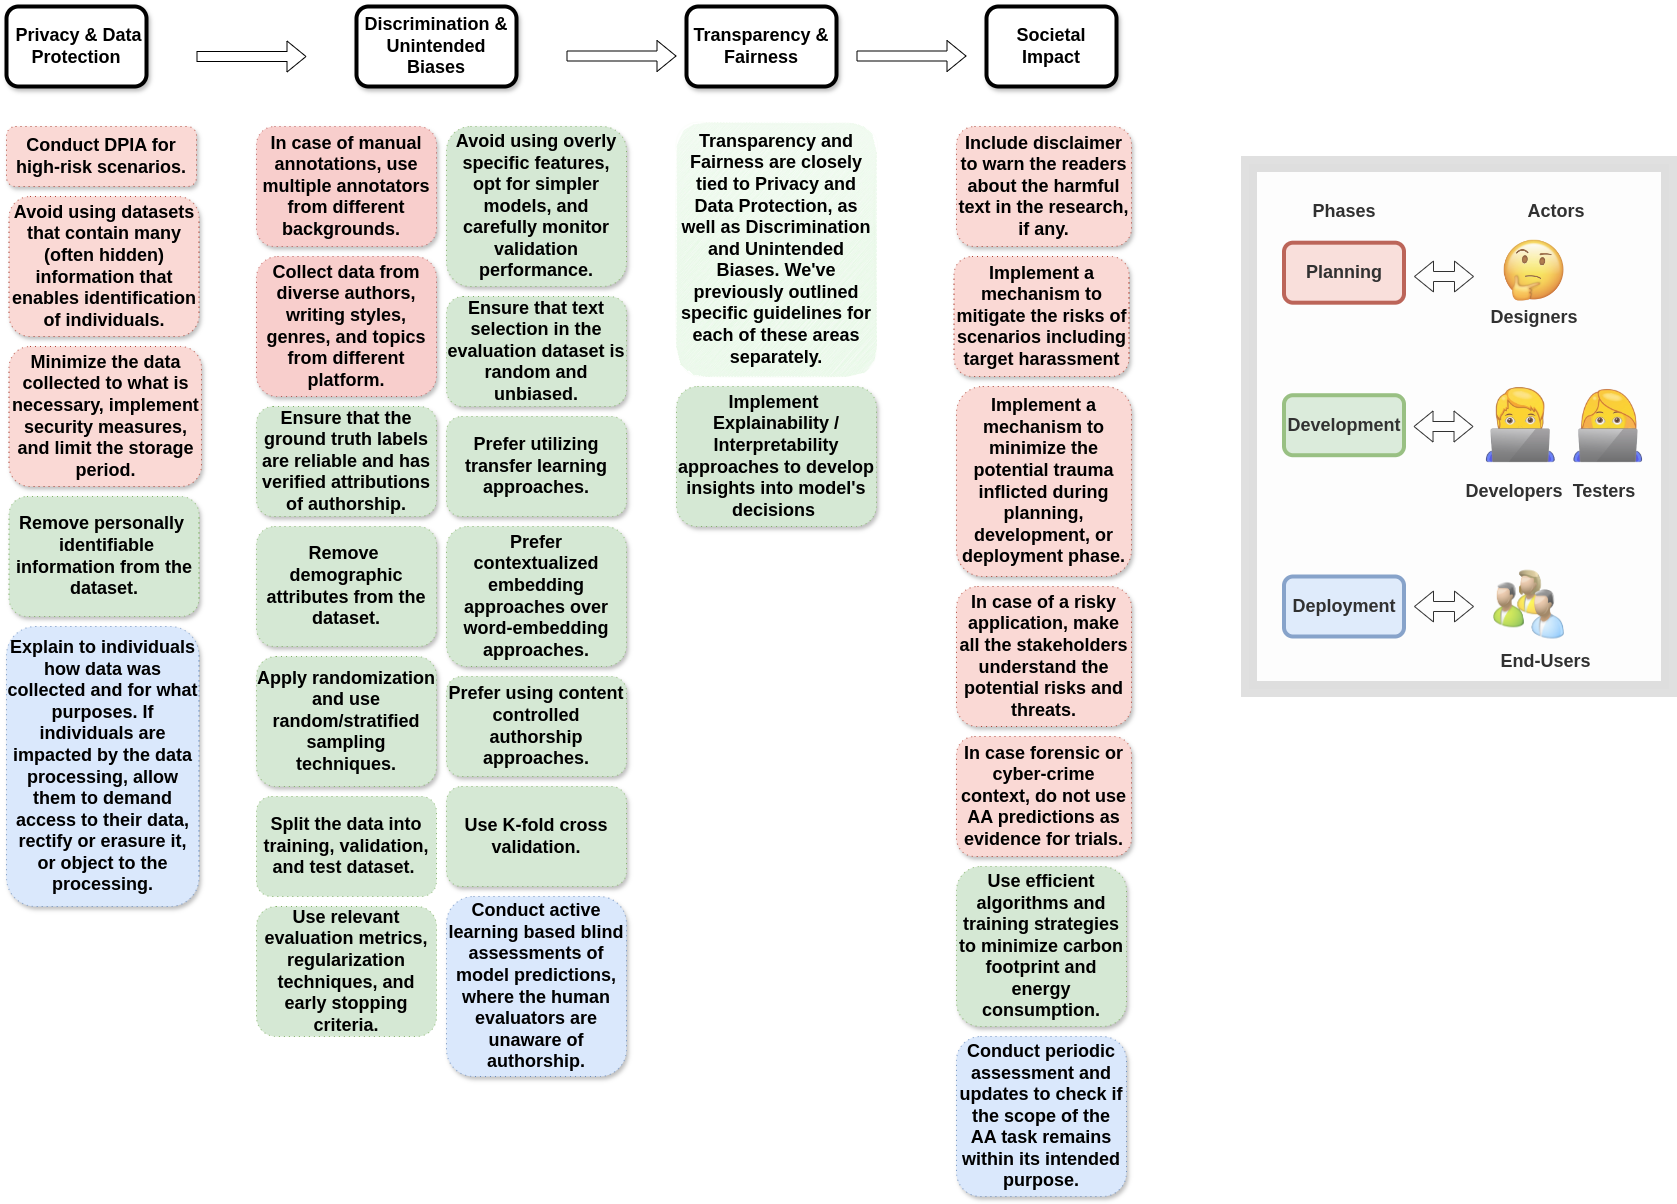 Privacy & Data
Protection
Discrimination &
Unintended
Biases
Transparency &
Fairness
Societal
Impact
Conduct DPIA for
high-risk scenarios.
Avoid using datasets
that contain many
(often hidden)
information that
enables identification
of individuals.
Minimize the data
collected to what is
necessary, implement
security measures,
and limit the storage
period.
Remove personally
identifiable
information from the
dataset.
Explain to individuals
how data was
collected and for what
purposes. If
individuals are
impacted by the data
processing, allow
them to demand
access to their data,
rectify or erasure it,
or object to the
processing.
In case of manual
annotations, use
multiple annotators
from different
backgrounds.
Collect data from
diverse authors,
writing styles,
genres, and topics
from different
platform.
Ensure that the
ground truth labels
are reliable and has
verified attributions
of authorship.
Remove
demographic
attributes from the
dataset.
Apply randomization
and use
random/stratified
sampling
techniques.
Split the data into
training, validation,
and test dataset.
Use relevant
evaluation metrics,
regularization
techniques, and
early stopping
criteria.
Avoid using overly
specific features,
opt for simpler
models, and
carefully monitor
validation
performance.
Ensure that text
selection in the
evaluation dataset is
random and
unbiased.
Prefer utilizing
transfer learning
approaches.
Prefer
contextualized
embedding
approaches over
word-embedding
approaches.
Prefer using content
controlled
authorship
approaches.
Use K-fold cross
validation.
Conduct active
learning based blind
assessments of
model predictions,
where the human
evaluators are
unaware of
authorship.
Transparency and
Fairness are closely
tied to Privacy and
Data Protection, as
well as Discrimination
and Unintended
Biases. We've
previously outlined
specific guidelines for
each of these areas
separately.
Implement
Explainability /
Interpretability
approaches to develop
insights into model's
decisions
Include disclaimer
to warn the readers
about the harmful
text in the research,
if any.
Implement a
mechanism to
mitigate the risks of
scenarios including
target harassment
Implement a
mechanism to
minimize the
potential trauma
inflicted during
planning,
development, or
deployment phase.
In case of a risky
application, make
all the stakeholders
understand the
potential risks and
threats.
In case forensic or
cyber-crime
context, do not use
AA predictions as
evidence for trials.
Use efficient
algorithms and
training strategies
to minimize carbon
footprint and
energy
consumption.
Conduct periodic
assessment and
updates to check if
the scope of the
AA task remains
within its intended
purpose.
Phases Actors
Planning
Designers
Development
Developers Testers
Deployment
End-Users